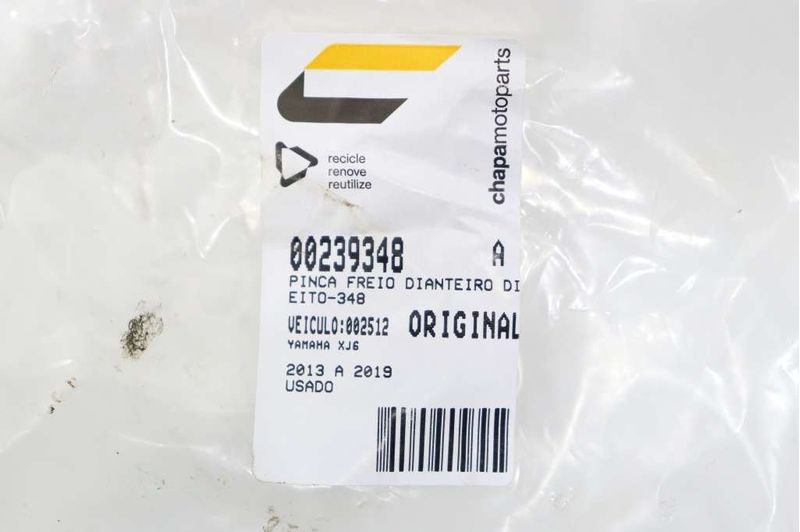 chapamotoparts
recicle
renove
reutilize
00239348 A
PINCA FREIO DIANTEIRO DI
EITO-348
VEICULO:002512 ORIGINAL
YAMAHA XJ6
2013 A 2019
USADO